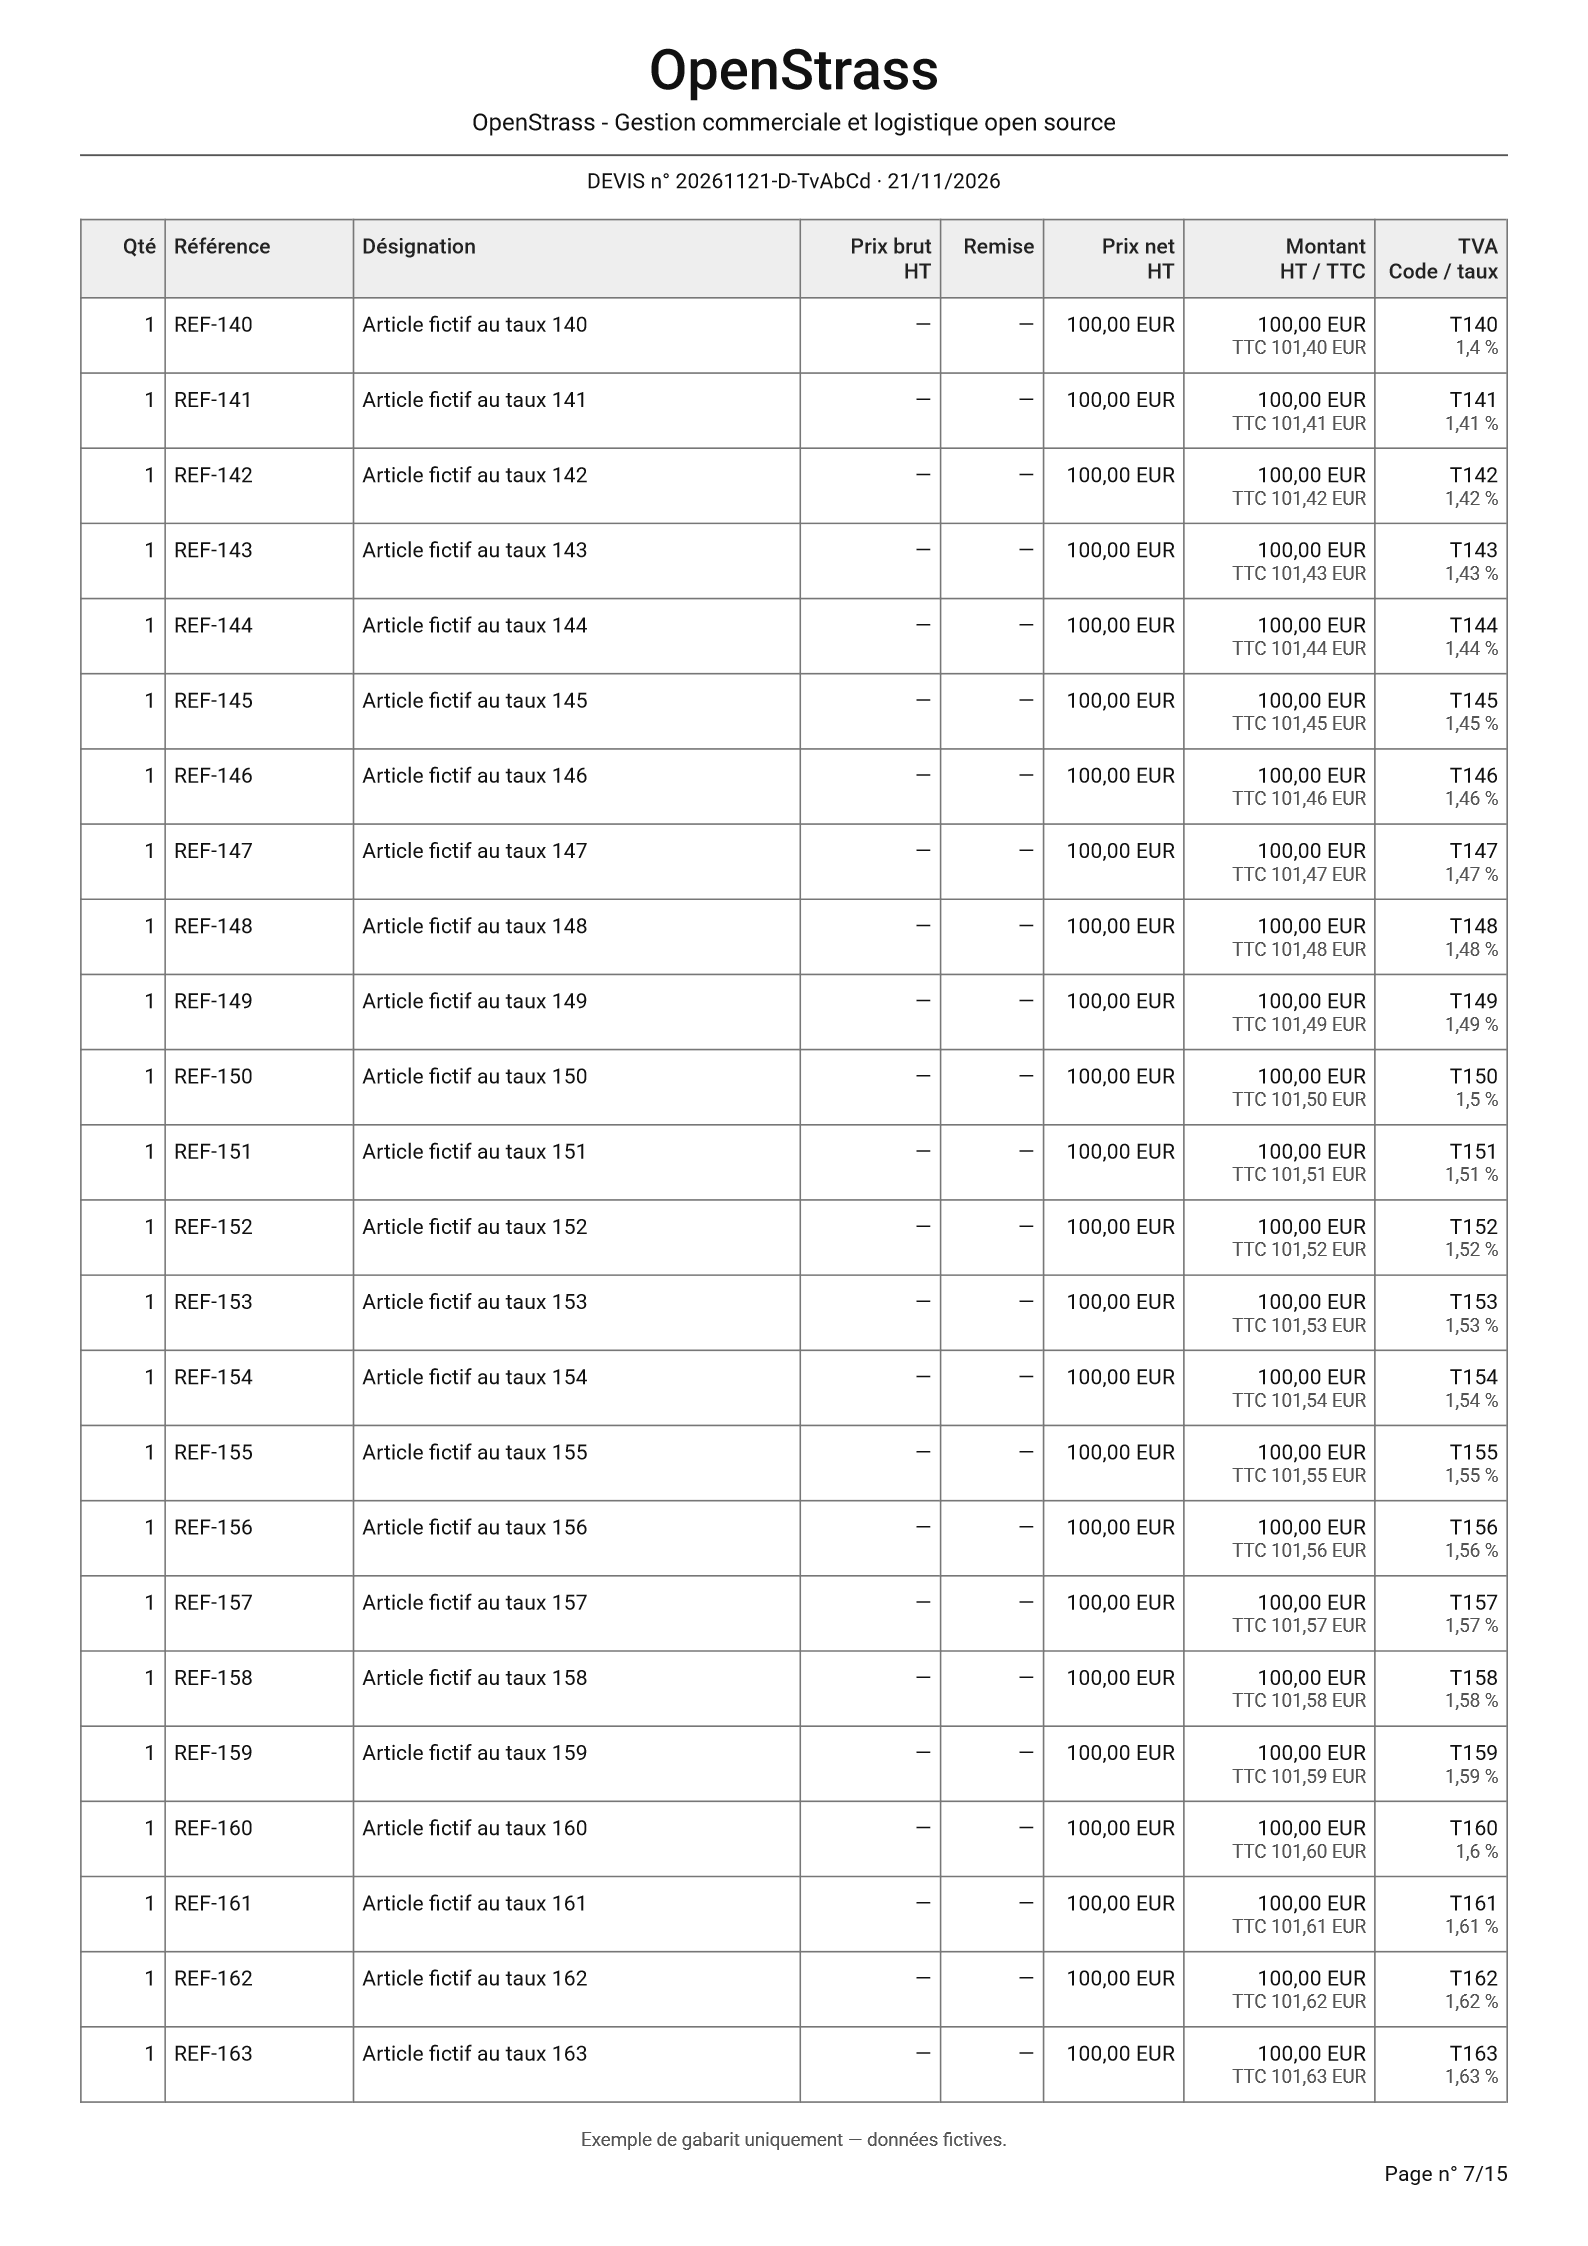 OpenStrass
OpenStrass - Gestion commerciale et logistique open source
DEVIS n° 20261121-D-TvAbCd · 21/11/2026
Qté Référence Désignation Prix brut HT Remise Prix net HT Montant HT / TTC TVA Code / taux
1 REF-140 Article fictif au taux 140 — — 100,00 EUR 100,00 EUR T140
TTC 101,40 EUR 1,4 %
1 REF-141 Article fictif au taux 141 — — 100,00 EUR 100,00 EUR T141
TTC 101,41 EUR 1,41 %
1 REF-142 Article fictif au taux 142 — — 100,00 EUR 100,00 EUR T142
TTC 101,42 EUR 1,42 %
1 REF-143 Article fictif au taux 143 — — 100,00 EUR 100,00 EUR T143
TTC 101,43 EUR 1,43 %
1 REF-144 Article fictif au taux 144 — — 100,00 EUR 100,00 EUR T144
TTC 101,44 EUR 1,44 %
1 REF-145 Article fictif au taux 145 — — 100,00 EUR 100,00 EUR T145
TTC 101,45 EUR 1,45 %
1 REF-146 Article fictif au taux 146 — — 100,00 EUR 100,00 EUR T146
TTC 101,46 EUR 1,46 %
1 REF-147 Article fictif au taux 147 — — 100,00 EUR 100,00 EUR T147
TTC 101,47 EUR 1,47 %
1 REF-148 Article fictif au taux 148 — — 100,00 EUR 100,00 EUR T148
TTC 101,48 EUR 1,48 %
1 REF-149 Article fictif au taux 149 — — 100,00 EUR 100,00 EUR T149
TTC 101,49 EUR 1,49 %
1 REF-150 Article fictif au taux 150 — — 100,00 EUR 100,00 EUR T150
TTC 101,50 EUR 1,5 %
1 REF-151 Article fictif au taux 151 — — 100,00 EUR 100,00 EUR T151
TTC 101,51 EUR 1,51 %
1 REF-152 Article fictif au taux 152 — — 100,00 EUR 100,00 EUR T152
TTC 101,52 EUR 1,52 %
1 REF-153 Article fictif au taux 153 — — 100,00 EUR 100,00 EUR T153
TTC 101,53 EUR 1,53 %
1 REF-154 Article fictif au taux 154 — — 100,00 EUR 100,00 EUR T154
TTC 101,54 EUR 1,54 %
1 REF-155 Article fictif au taux 155 — — 100,00 EUR 100,00 EUR T155
TTC 101,55 EUR 1,55 %
1 REF-156 Article fictif au taux 156 — — 100,00 EUR 100,00 EUR T156
TTC 101,56 EUR 1,56 %
1 REF-157 Article fictif au taux 157 — — 100,00 EUR 100,00 EUR T157
TTC 101,57 EUR 1,57 %
1 REF-158 Article fictif au taux 158 — — 100,00 EUR 100,00 EUR T158
TTC 101,58 EUR 1,58 %
1 REF-159 Article fictif au taux 159 — — 100,00 EUR 100,00 EUR T159
TTC 101,59 EUR 1,59 %
1 REF-160 Article fictif au taux 160 — — 100,00 EUR 100,00 EUR T160
TTC 101,60 EUR 1,6 %
1 REF-161 Article fictif au taux 161 — — 100,00 EUR 100,00 EUR T161
TTC 101,61 EUR 1,61 %
1 REF-162 Article fictif au taux 162 — — 100,00 EUR 100,00 EUR T162
TTC 101,62 EUR 1,62 %
1 REF-163 Article fictif au taux 163 — — 100,00 EUR 100,00 EUR T163
TTC 101,63 EUR 1,63 %
Exemple de gabarit uniquement — données fictives.
Page n° 7/15